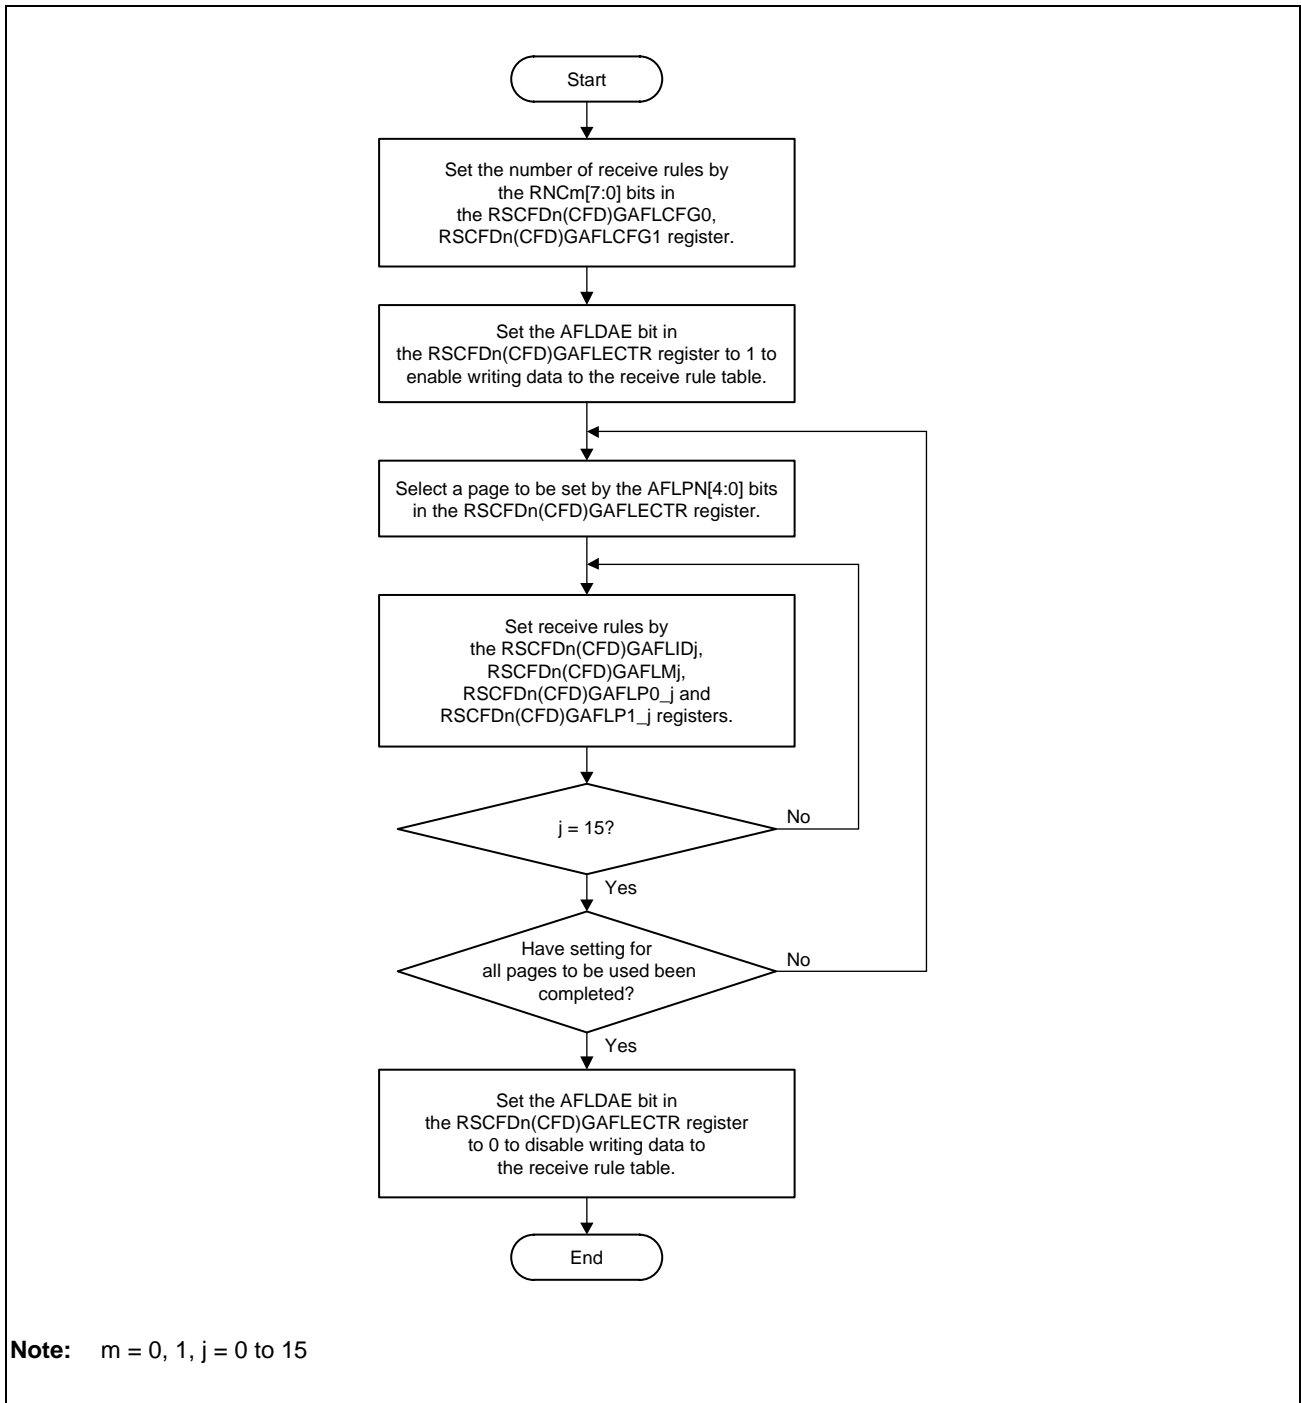 Start
Set the number of receive rules by
the RNCm[7:0] bits in
the RSCFDn(CFD)GAFLCFG0,
RSCFDn(CFD)GAFLCFG1 register.
Set the AFLDAE bit in
the RSCFDn(CFD)GAFLECTR register to 1 to
enable writing data to the receive rule table.
Select a page to be set by the AFLPN[4:0] bits
in the RSCFDn(CFD)GAFLECTR register.
Set receive rules by
the RSCFDn(CFD)GAFLIDj,
RSCFDn(CFD)GAFLMj,
RSCFDn(CFD)GAFLP0_j and
RSCFDn(CFD)GAFLP1_j registers.
j = 15?
No
Yes
Have setting for
all pages to be used been
completed?
No
Yes
Set the AFLDAE bit in
the RSCFDn(CFD)GAFLECTR register
to 0 to disable writing data to
the receive rule table.
End
Note: m = 0, 1, j = 0 to 15